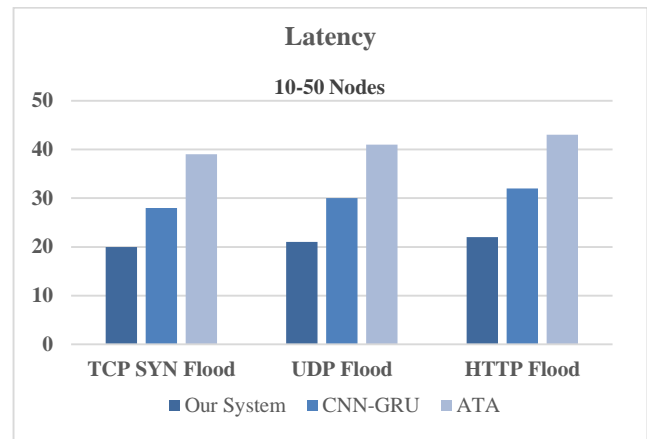 Latency
10-50 Nodes
50
40
30
20
10
0
TCP SYN Flood UDP Flood HTTP Flood
Our System CNN-GRU ATA